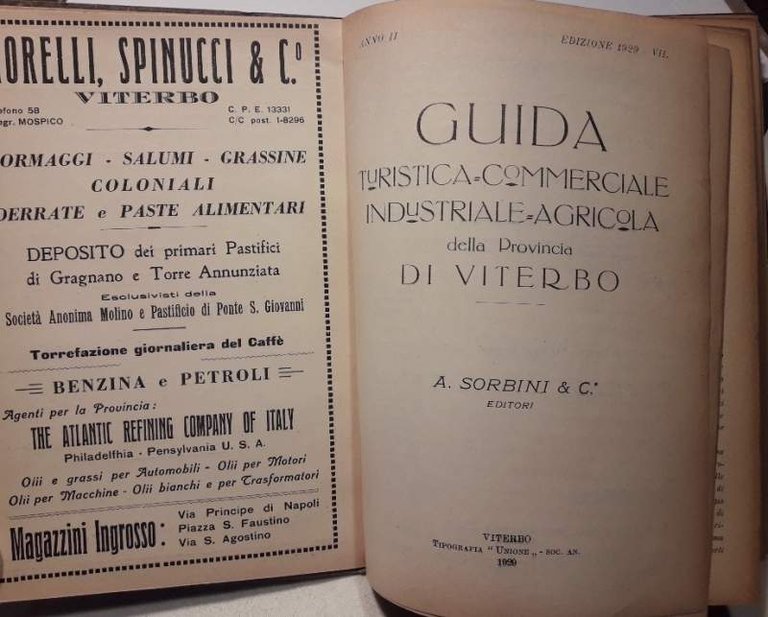 ORELLI, SPINUCCI & C.º
VITERBO
efono 58
C. P. E. 13331
egr. MOSPICO
C/C post. 1-8296
ORMAGGI - SALUMI - GRASSINE
COLONIALI
DERRATE e PASTE ALIMENTARI
DEPOSITO dei primari Pastifici
di Gragnano e Torre Annunziata
Esclusivisti della
Società Anonima Molino e Pastificio di Ponte S. Giovanni
Torrefazione giornaliera del Caffè
BENZINA e PETROLI
Agenti per la Provincia:
THE ATLANTIC REFINING COMPANY OF ITALY
Philadelfhia - Pensylvania U. S. A.
Olii e grassi per Automobili - Olii per Motori
Olii per Macchine - Olii bianchi e per Trasformatori
Magazzini Ingrosso:
Via Principe di Napoli
Piazza S. Faustino
Via S. Agostino
ANNO II
EDIZIONE 1929 - VII.
GUIDA
TURISTICA=COMMERCIALE
INDUSTRIALE=AGRICOLA
della Provincia
DI VITERBO
A. SORBINI & C.º
EDITORI
VITERBO
TIPOGRAFIA "UNIONE„ - SOC. AN.
1929